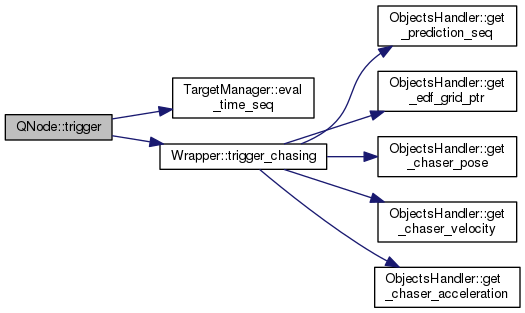 QNode::trigger
TargetManager::eval
_time_seq
Wrapper::trigger_chasing
ObjectsHandler::get
_prediction_seq
ObjectsHandler::get
_edf_grid_ptr
ObjectsHandler::get
_chaser_pose
ObjectsHandler::get
_chaser_velocity
ObjectsHandler::get
_chaser_acceleration